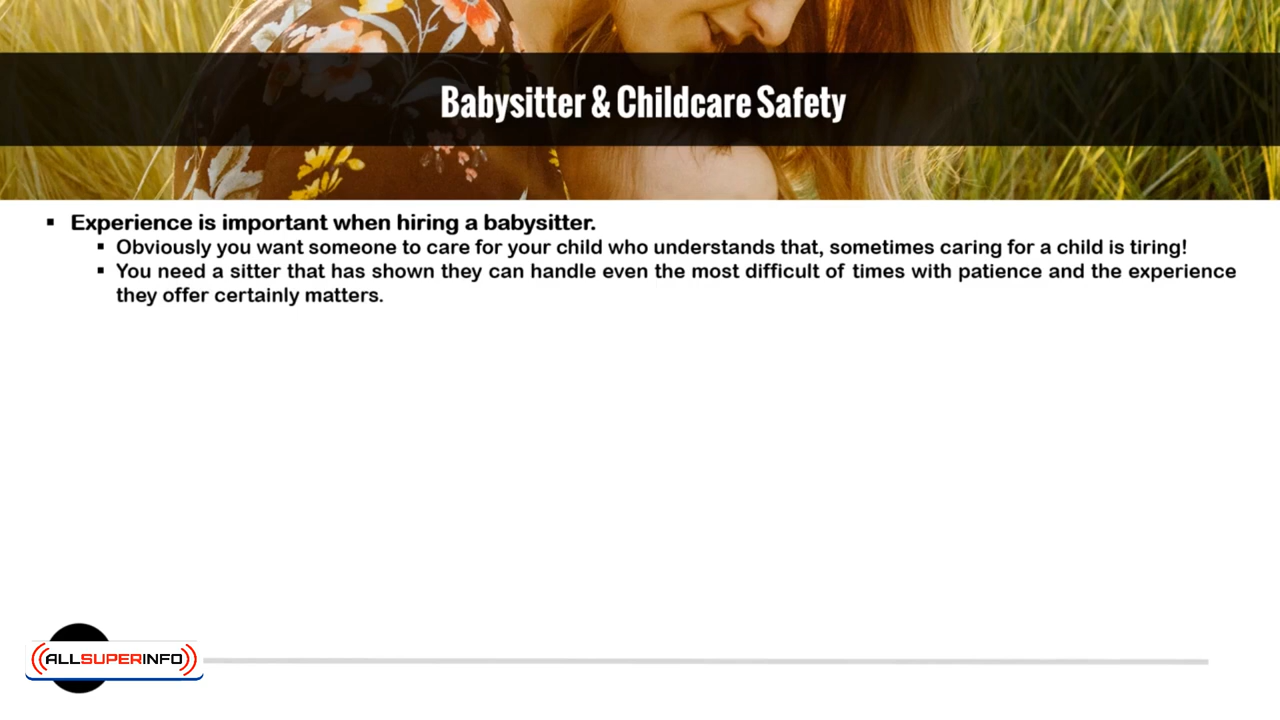 Babysitter & Childcare Safety
▪ Experience is important when hiring a babysitter.
▪ Obviously you want someone to care for your child who understands that, sometimes caring for a child is tiring!
▪ You need a sitter that has shown they can handle even the most difficult of times with patience and the experience
they offer certainly matters.
ALLSUPERINFO